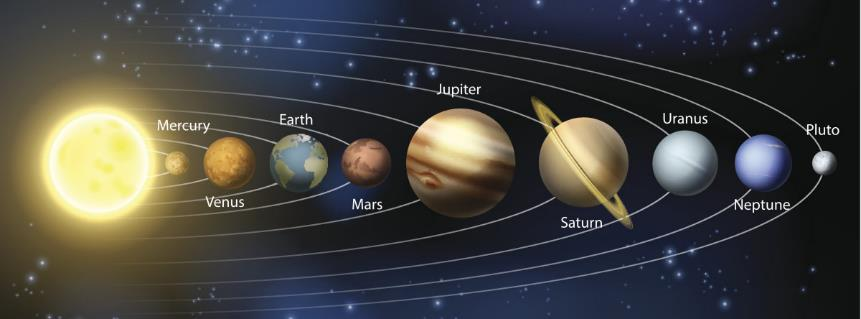 Mercury
Venus
Earth
Mars
Jupiter
Saturn
Uranus
Neptune
Pluto